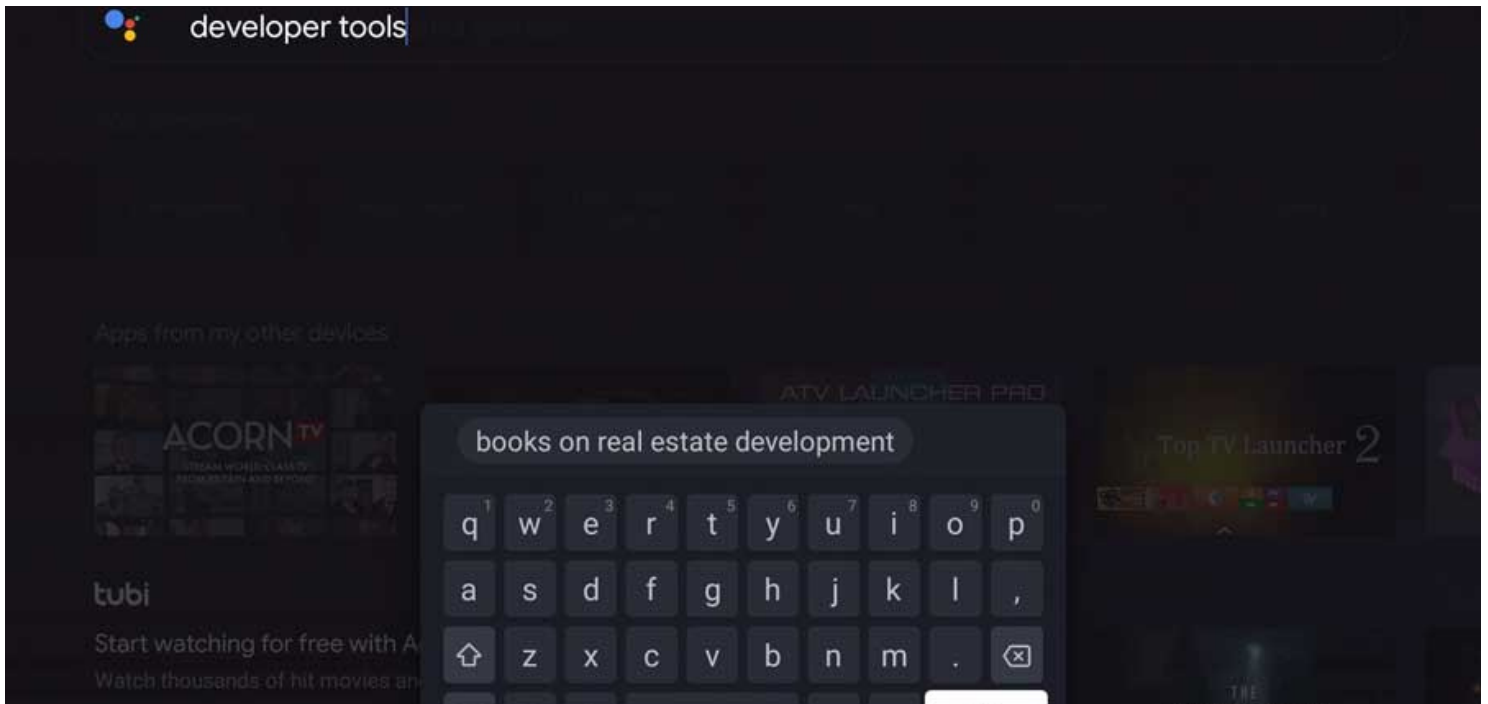 developer tools
Apps from my other devices
ACORN TV
STREAM WORLD-CLASS TV
FROM BRITAIN AND BEYOND
ATV LAUNCHER PRO
Top TV Launcher 2
books on real estate development
q 1 w 2 e 3 r 4 t 5 y 6 u 7 i 8 o 9 p 0
a s d f g h j k l ,
z x c v b n m .
tubi
Start watching for free with A
Watch thousands of hit movies an
THE